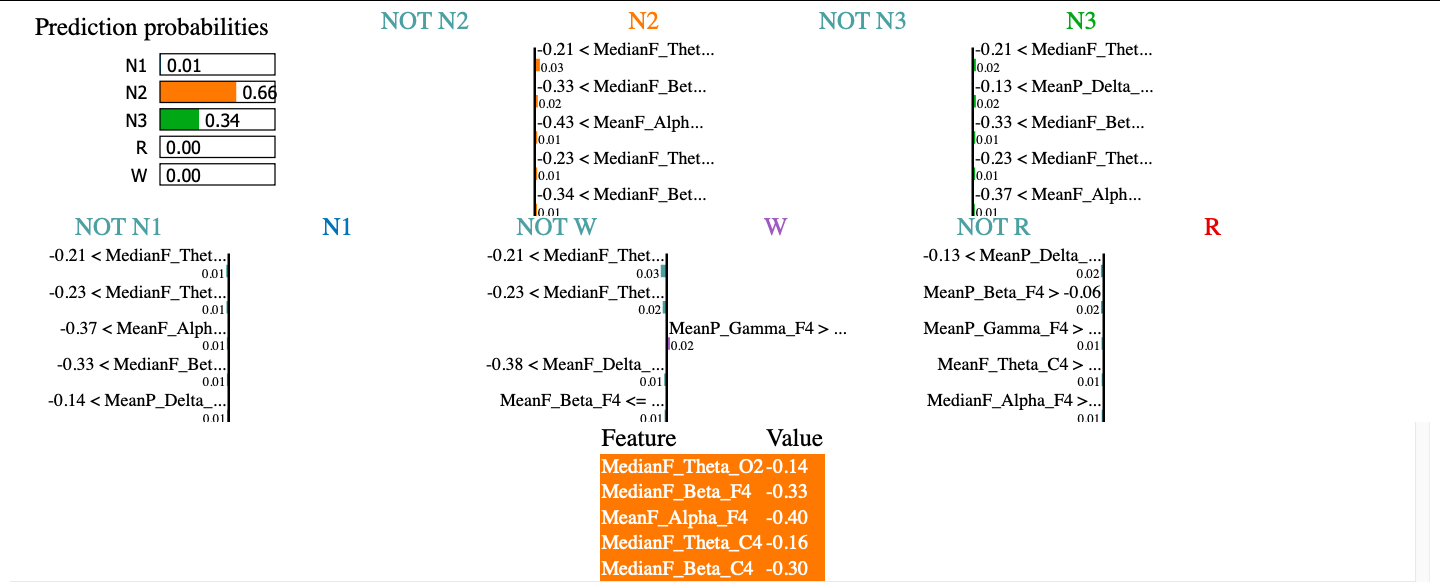 Prediction probabilities
N1 0.01
N2 0.66
N3 0.34
R 0.00
W 0.00
NOT N2 N2
-0.21 < MedianF_Thet...
0.03
-0.33 < MedianF_Bet...
0.02
-0.43 < MeanF_Alph...
0.01
-0.23 < MedianF_Thet...
0.01
-0.34 < MedianF_Bet...
0.01
NOT N3 N3
-0.21 < MedianF_Thet...
0.02
-0.13 < MeanP_Delta_...
0.02
-0.33 < MedianF_Bet...
0.01
-0.23 < MedianF_Thet...
0.01
-0.37 < MeanF_Alph...
0.01
NOT N1 N1
-0.21 < MedianF_Thet...
0.01
-0.23 < MedianF_Thet...
0.01
-0.37 < MeanF_Alph...
0.01
-0.33 < MedianF_Bet...
0.01
-0.14 < MeanP_Delta_...
0.01
NOT W W
-0.21 < MedianF_Thet...
0.03
-0.23 < MedianF_Thet...
0.02
MeanP_Gamma_F4 > ...
0.02
-0.38 < MeanF_Delta_...
0.01
MeanF_Beta_F4 <= ...
0.01
NOT R R
-0.13 < MeanP_Delta_...
0.02
MeanP_Beta_F4 > -0.06
0.02
MeanP_Gamma_F4 > ...
0.01
MeanF_Theta_C4 > ...
0.01
MedianF_Alpha_F4 >...
0.01
Feature Value
MedianF_Theta_O2 -0.14
MedianF_Beta_F4 -0.33
MeanF_Alpha_F4 -0.40
MedianF_Theta_C4 -0.16
MedianF_Beta_C4 -0.30